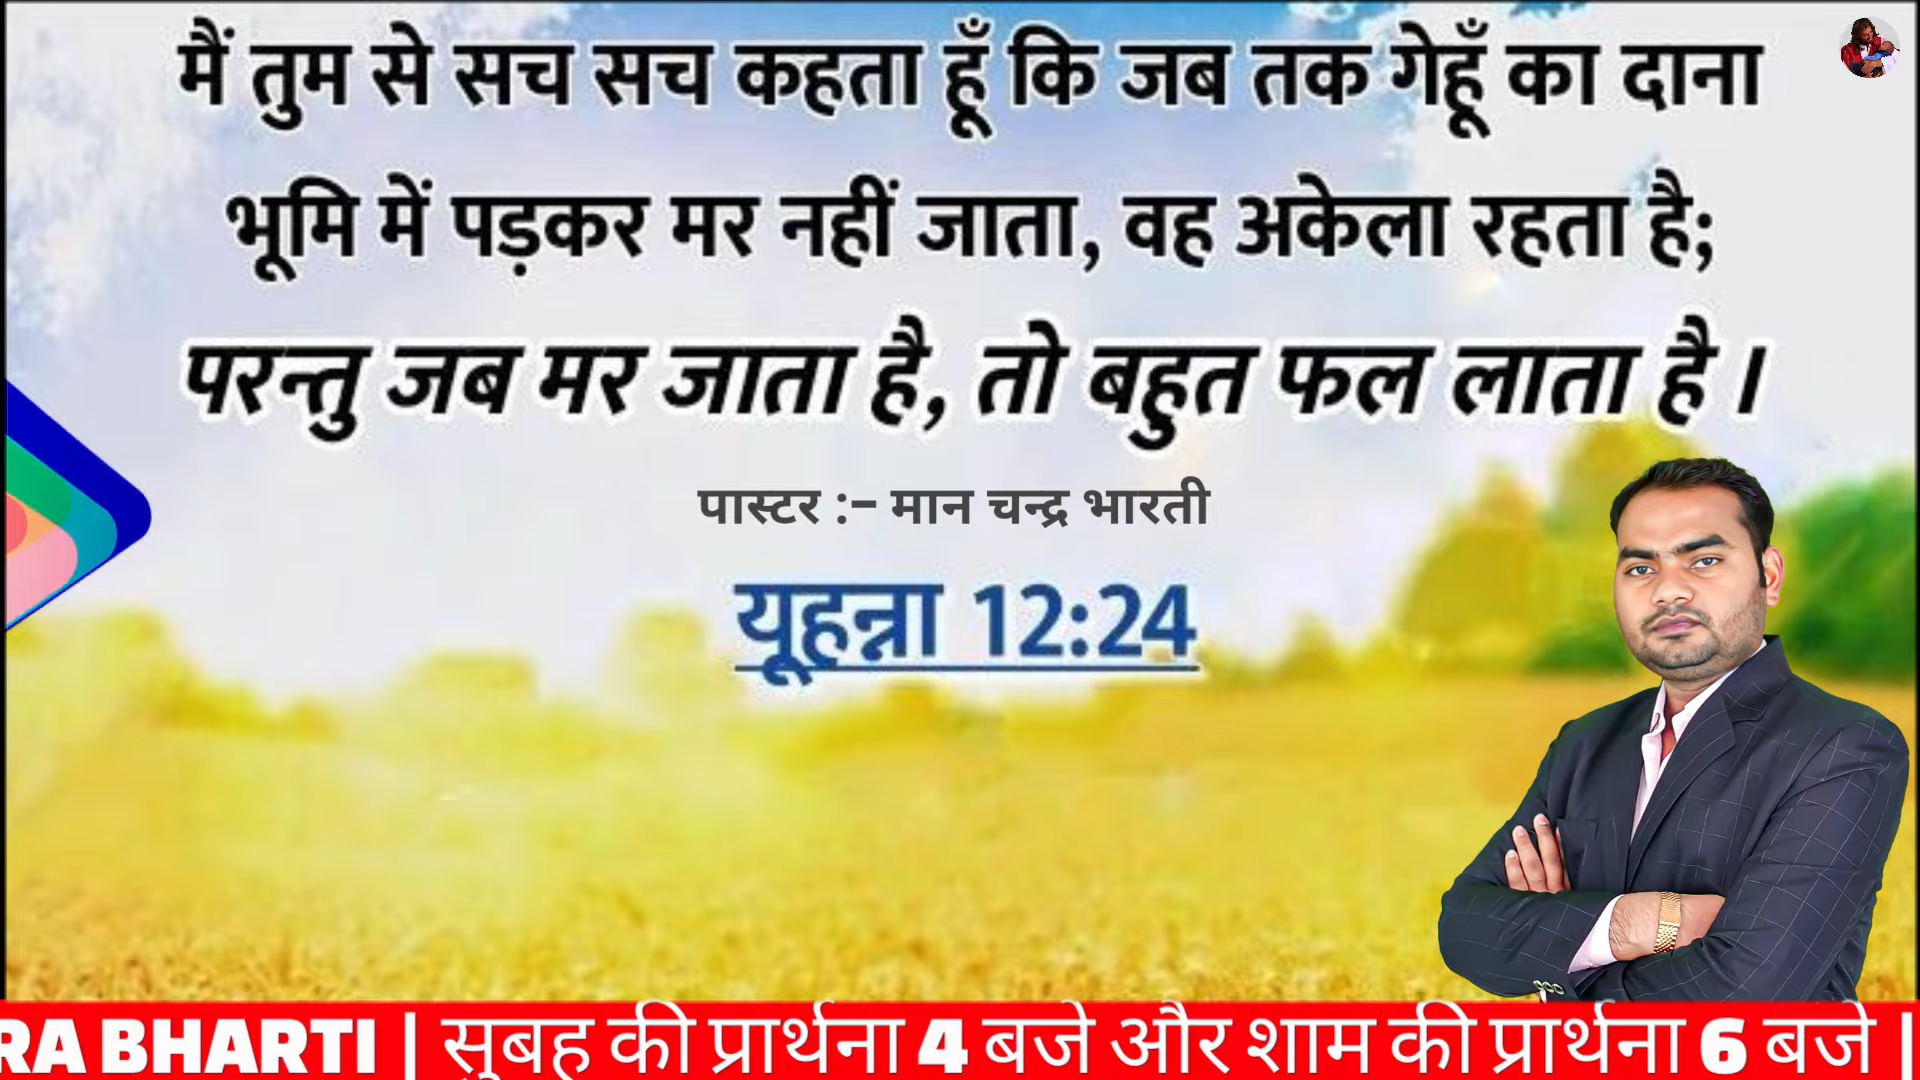 मैं तुम से सच सच कहता हूँ कि जब तक गेहूँ का दाना
भूमि में पड़कर मर नहीं जाता, वह अकेला रहता है;
परन्तु जब मर जाता है, तो बहुत फल लाता है ।
पास्टर :– मान चन्द्र भारती
यूहन्ना 12:24
RA BHARTI | सुबह की प्रार्थना 4 बजे और शाम की प्रार्थना 6 बजे |